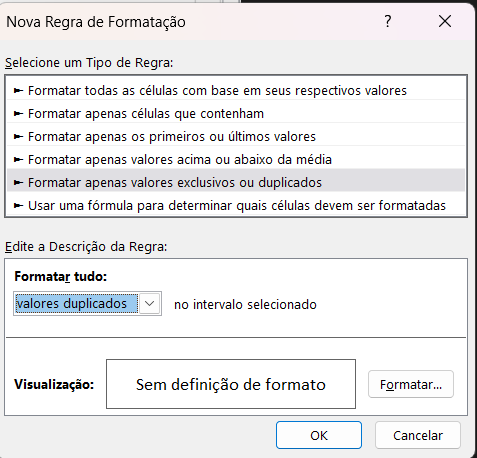 Nova Regra de Formatação
Selecione um Tipo de Regra:
► Formatar todas as células com base em seus respectivos valores
► Formatar apenas células que contenham
► Formatar apenas os primeiros ou últimos valores
► Formatar apenas valores acima ou abaixo da média
► Formatar apenas valores exclusivos ou duplicados
► Usar uma fórmula para determinar quais células devem ser formatadas
Edite a Descrição da Regra:
Formatar tudo:
valores duplicados no intervalo selecionado
Visualização: Sem definição de formato Formatar...
OK Cancelar